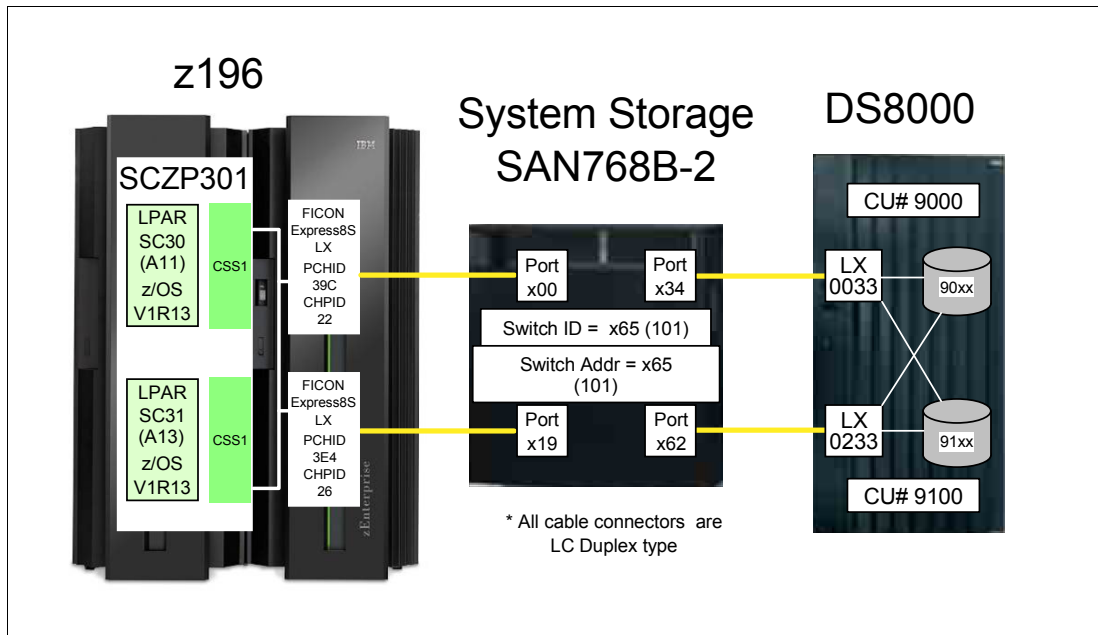 z196
SCZP301
LPAR
SC30
(A11)
z/OS
V1R13
CSS1
LPAR
SC31
(A13)
z/OS
V1R13
CSS1
IBM
FICON
Express8S
LX
PCHID
39C
CHPID
22
FICON
Express8S
LX
PCHID
3E4
CHPID
26
zEnterprise
System Storage
SAN768B-2
Port
x00
Port
x34
Switch ID = x65 (101)
Switch Addr = x65
(101)
Port
x19
Port
x62
* All cable connectors are
LC Duplex type
DS8000
CU# 9000
LX
0033
90xx
LX
0233
91xx
CU# 9100